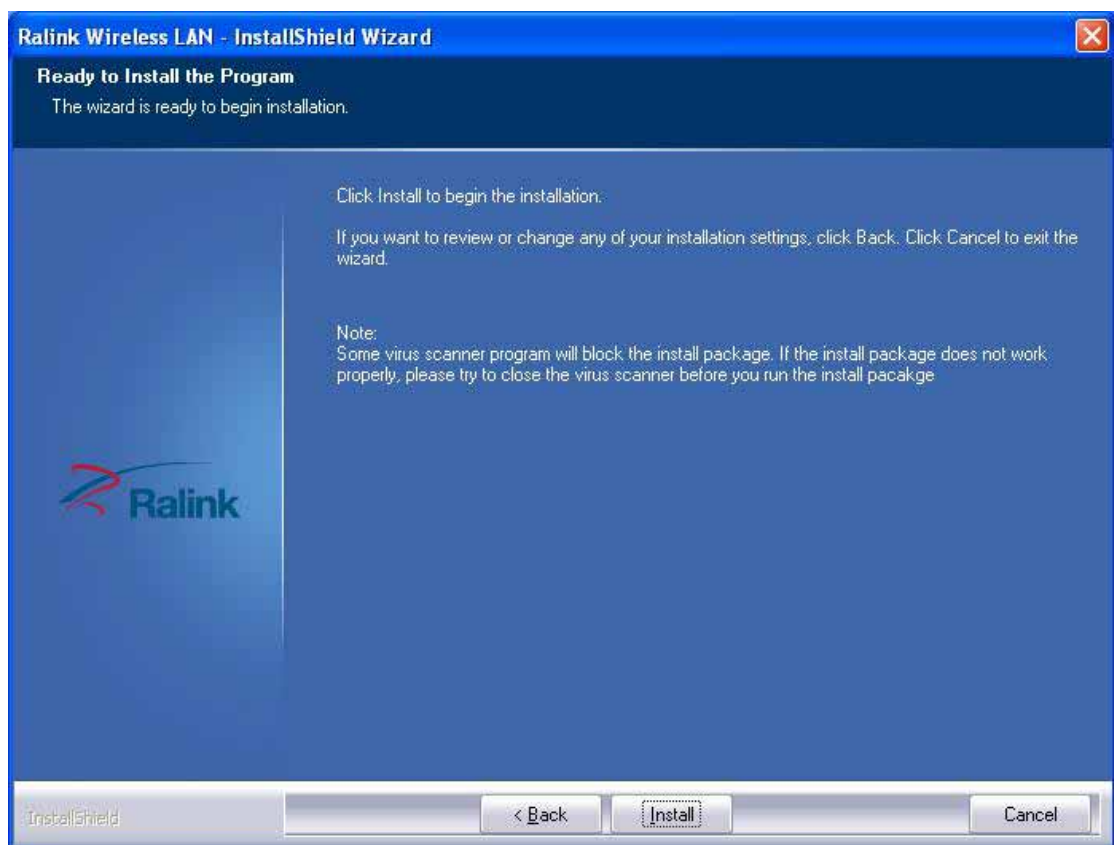 Ralink Wireless LAN - InstallShield Wizard
Ready to Install the Program
The wizard is ready to begin installation.
Click Install to begin the installation.
If you want to review or change any of your installation settings, click Back. Click Cancel to exit the
wizard.
Note:
Some virus scanner program will block the install package. If the install package does not work
properly, please try to close the virus scanner before you run the install pacakge
Ralink
InstallShield
< Back
Install
Cancel